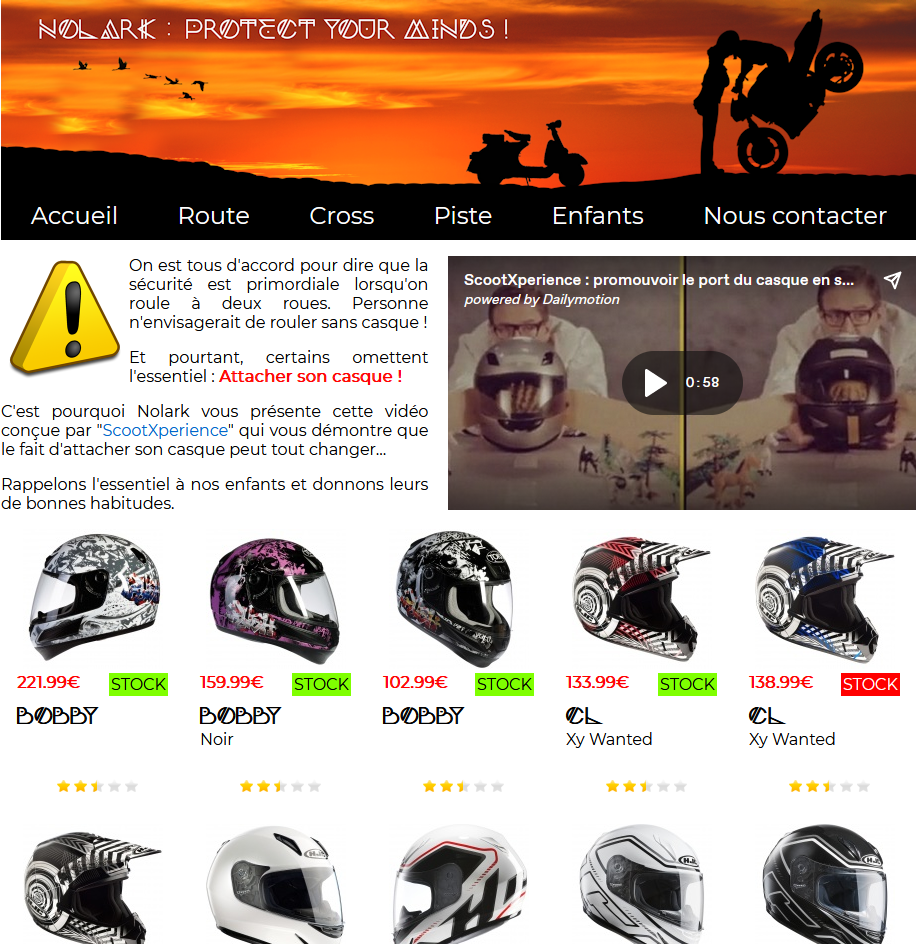 NOLARK : PROTECT YOUR MINDS !
Accueil Route Cross Piste Enfants Nous contacter
On est tous d'accord pour dire que la
sécurité est primordiale lorsqu'on
roule à deux roues. Personne
n'envisagerait de rouler sans casque !
Et pourtant, certains omettent
l'essentiel : Attacher son casque !
C'est pourquoi Nolark vous présente cette vidéo
conçue par "ScootXperience" qui vous démontre que
le fait d'attacher son casque peut tout changer...
Rappelons l'essentiel à nos enfants et donnons leurs
de bonnes habitudes.
ScootXperience : promouvoir le port du casque en s...
powered by Dailymotion
0:58
221.99€ STOCK 159.99€ STOCK 102.99€ STOCK 133.99€ STOCK 138.99€ STOCK
BOBBY BOBBY BOBBY CL CL
Noir Xy Wanted Xy Wanted
HJC